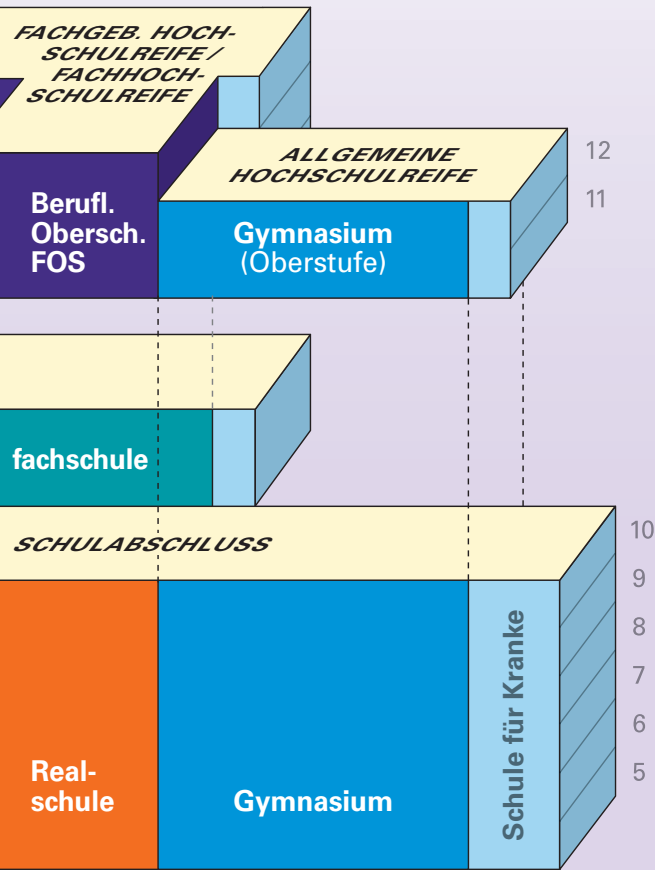 FACHGEB. HOCH-
SCHULREIFE /
FACHHOCH-
SCHULREIFE
ALLGEMEINE
HOCHSCHULREIFE
12
11
Berufl.
Obersch.
FOS
Gymnasium
(Oberstufe)
fachschule
SCHULABSCHLUSS
10
9
8
7
6
5
Real-
schule
Gymnasium
Schule für Kranke